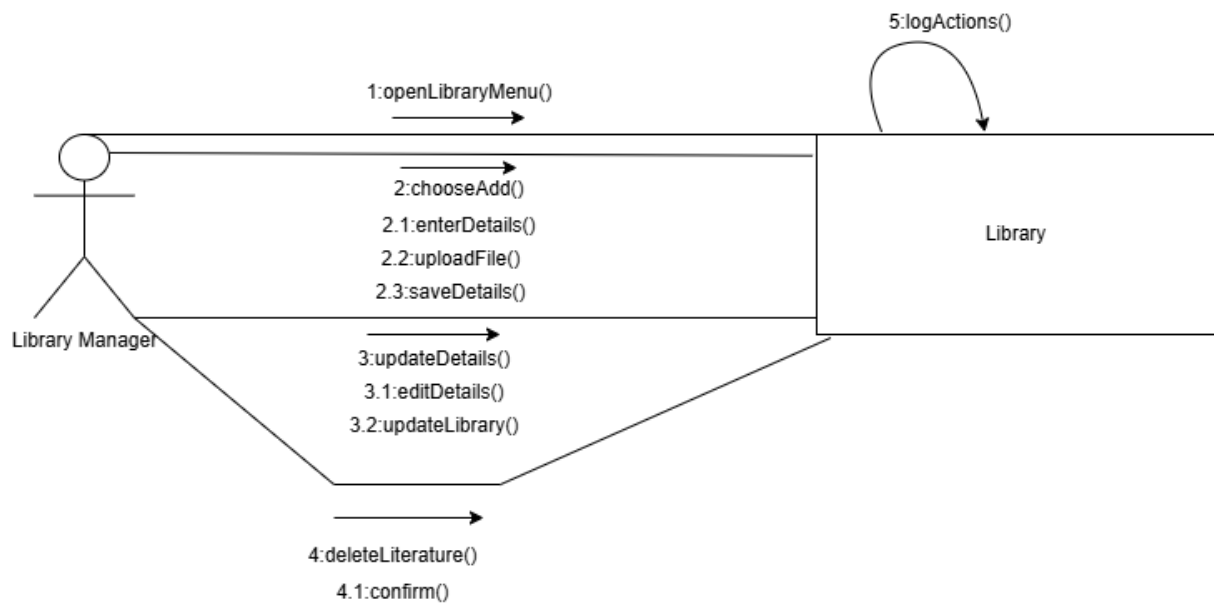 5:logActions()
1:openLibraryMenu()
2:chooseAdd()
2.1:enterDetails()
2.2:uploadFile()
2.3:saveDetails()
Library
Library Manager
3:updateDetails()
3.1:editDetails()
3.2:updateLibrary()
4:deleteLiterature()
4.1:confirm()